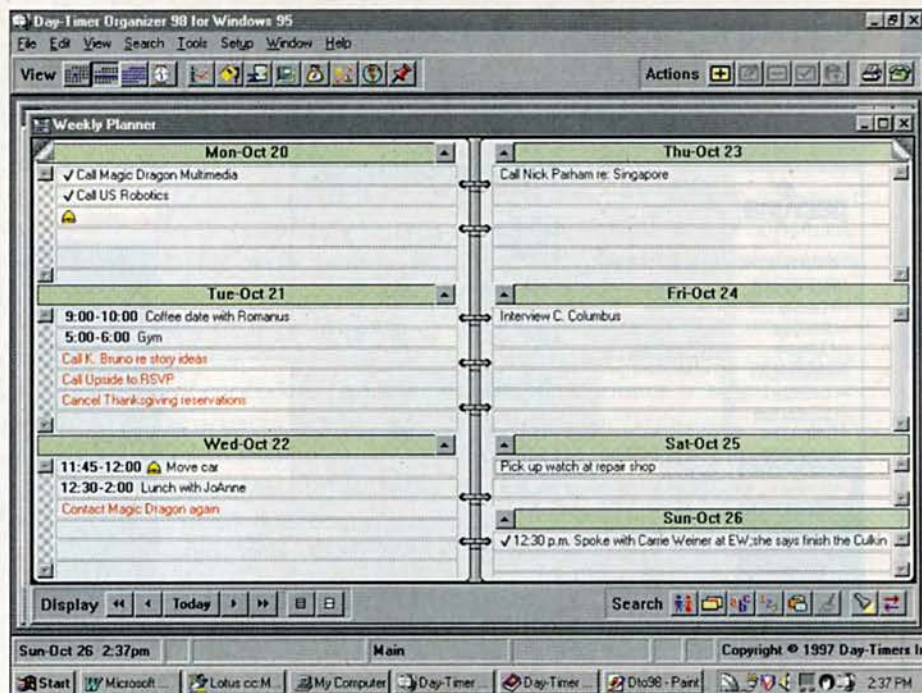 Day-Timer Organizer 98 for Windows 95
File Edit View Search Tools Setup Window Help
View
Actions
Weekly Planner
Mon-Oct 20
✓ Call Magic Dragon Multimedia
✓ Call US Robotics
Tue-Oct 21
9:00-10:00 Coffee date with Romanus
5:00-6:00 Gym
Call K. Bruno re story ideas
Call Upside to RSVP
Cancel Thanksgiving reservations
Wed-Oct 22
11:45-12:00 Move car
12:30-2:00 Lunch with JoAnne
Contact Magic Dragon again
Thu-Oct 23
Call Nick Parham re: Singapore
Fri-Oct 24
Interview C. Columbus
Sat-Oct 25
Pick up watch at repair shop
Sun-Oct 26
✓ 12:30 p.m. Spoke with Carrie Weiner at EW;she says finish the Culkin
Display Today
Search
Sun-Oct 26 2:37pm Main Copyright © 1997 Day-Timers In
Start Microsoft ... Lotus cc:M... My Computer Day-Timer ... Day-Timer ... Dto98 - Paint 2:37 PM